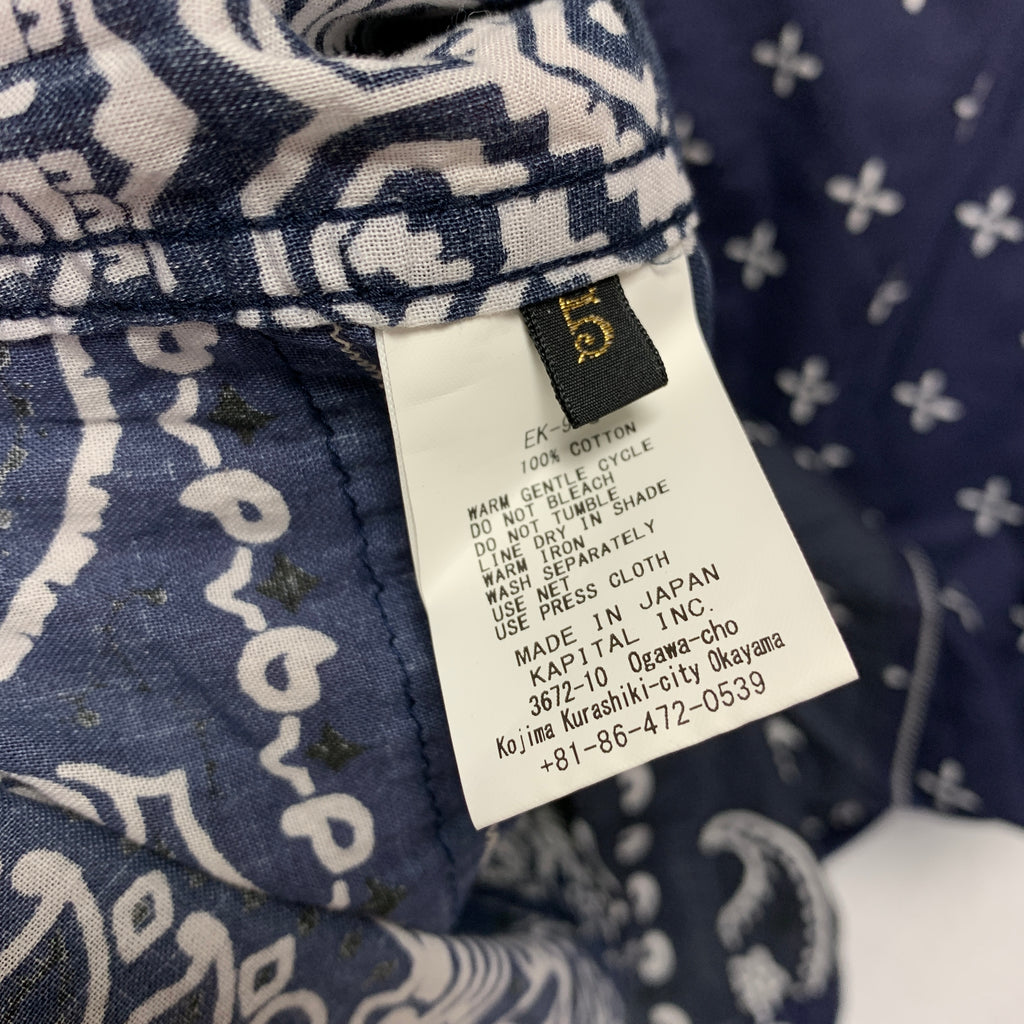 5
EK-9
100% COTTON
WARM GENTLE CYCLE
DO NOT BLEACH
DO NOT TUMBLE
LINE DRY IN SHADE
WARM IRON
WASH SEPARATELY
USE NET
USE PRESS CLOTH
MADE IN JAPAN
KAPITAL INC.
3672-10 Ogawa-cho
Kojima Kurashiki-city Okayama
+81-86-472-0539